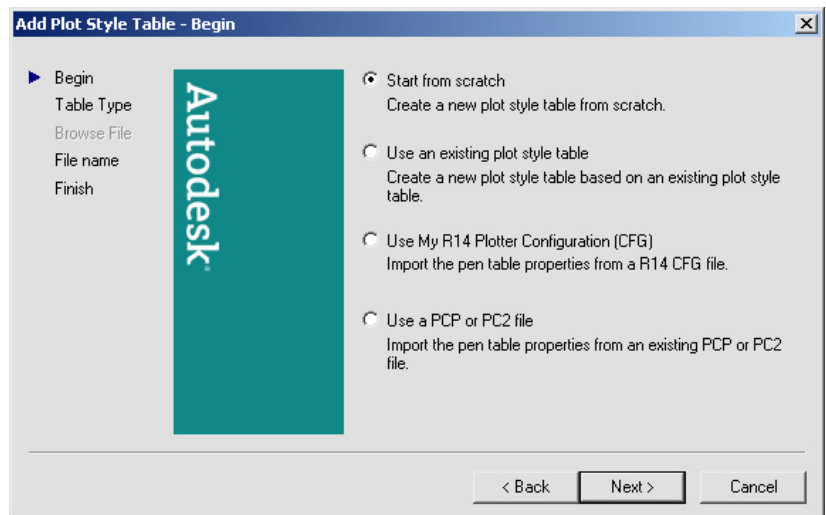 Add Plot Style Table - Begin
Begin
Table Type
Browse File
File name
Finish
Autodesk
Start from scratch
Create a new plot style table from scratch.
Use an existing plot style table
Create a new plot style table based on an existing plot style
table.
Use My R14 Plotter Configuration (CFG)
Import the pen table properties from a R14 CFG file.
Use a PCP or PC2 file
Import the pen table properties from an existing PCP or PC2
file.
< Back
Next >
Cancel